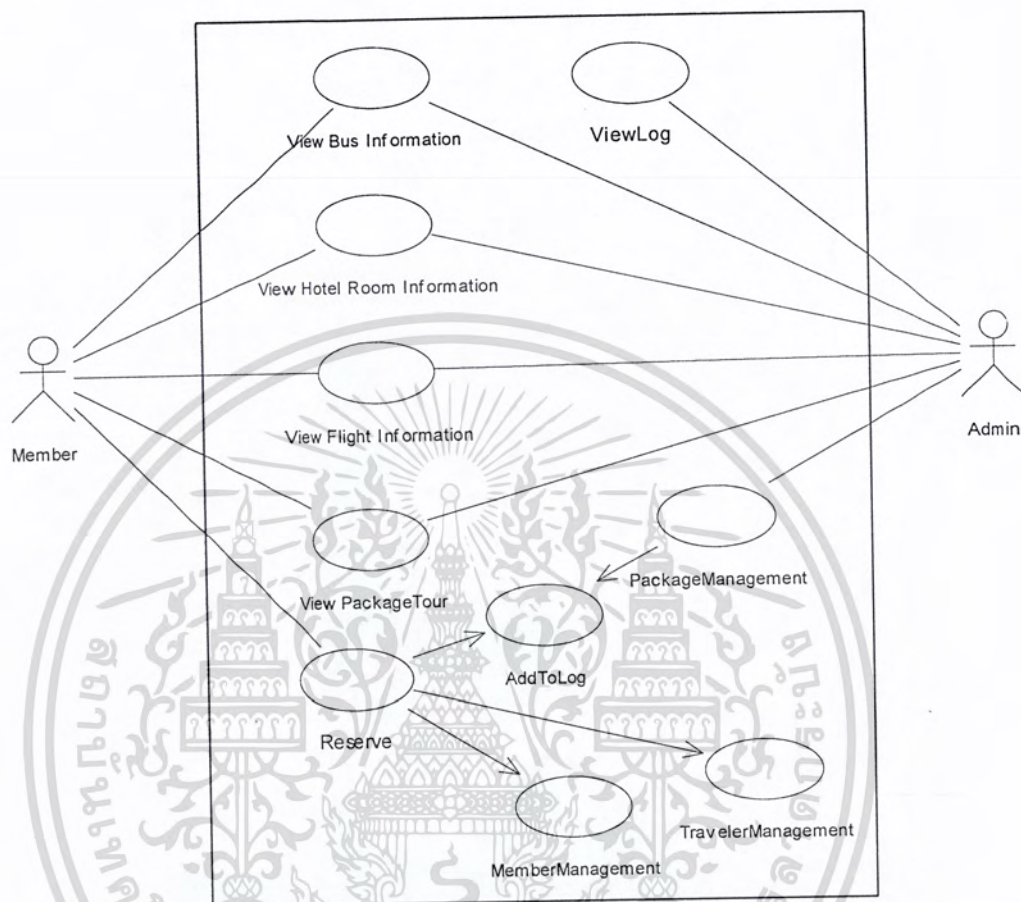 View Bus Information
ViewLog
View Hotel Room Information
View Flight Information
Member
Admin
View PackageTour
PackageManagement
AddToLog
Reserve
TravelerManagement
MemberManagement